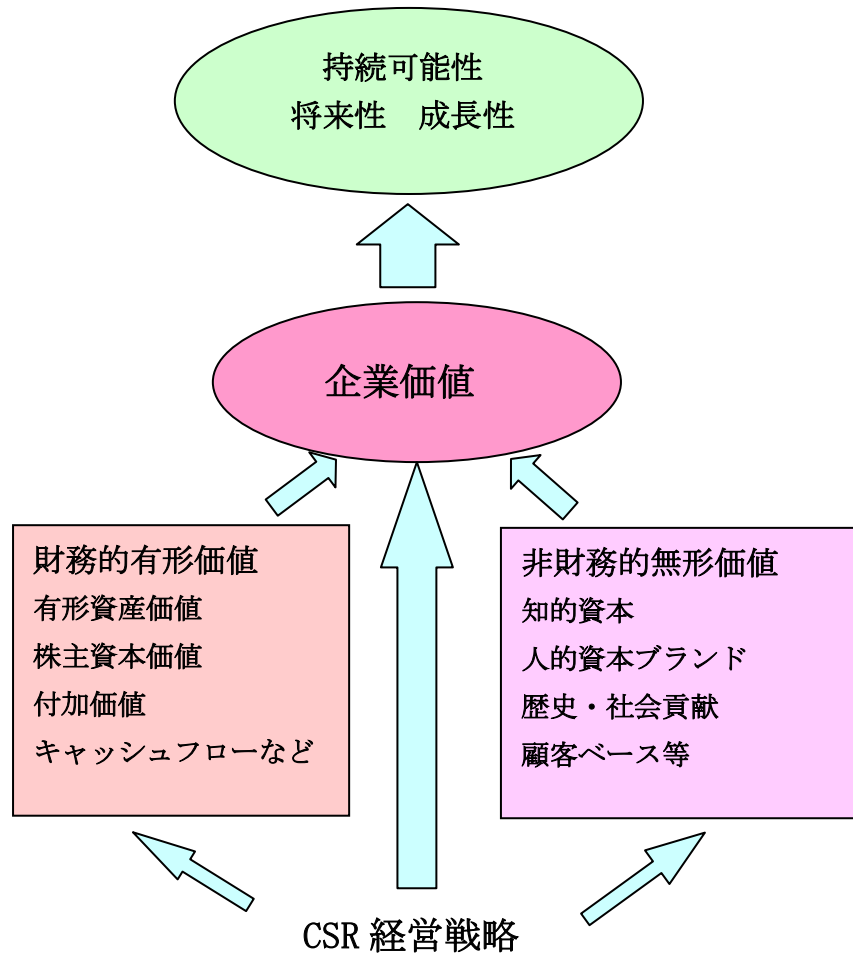 持続可能性
将来性　成長性
企業価値
財務的有形価値
有形資産価値
株主資本価値
付加価値
キャッシュフローなど
非財務的無形価値
知的資本
人的資本ブランド
歴史・社会貢献
顧客ベース等
CSR 経営戦略